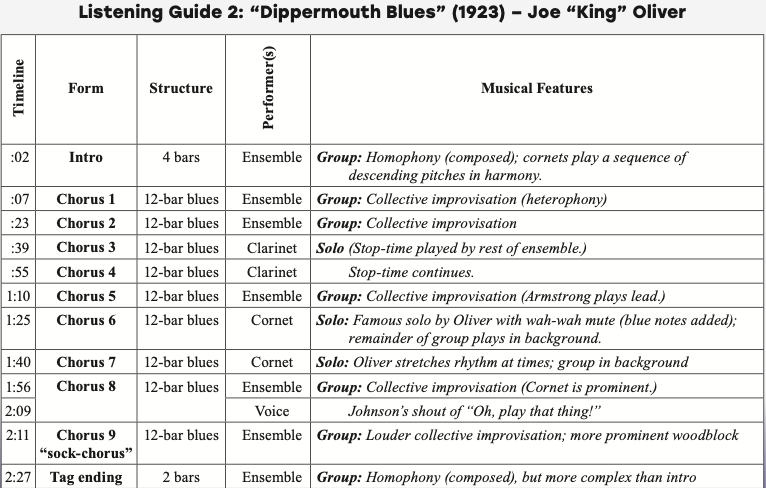 Listening Guide 2: “Dippermouth Blues” (1923) – Joe “King” Oliver
Timeline Form Structure Performer(s) Musical Features
:02 Intro 4 bars Ensemble Group: Homophony (composed); cornets play a sequence of
descending pitches in harmony.
:07 Chorus 1 12-bar blues Ensemble Group: Collective improvisation (heterophony)
:23 Chorus 2 12-bar blues Ensemble Group: Collective improvisation
:39 Chorus 3 12-bar blues Clarinet Solo (Stop-time played by rest of ensemble.)
:55 Chorus 4 12-bar blues Clarinet Stop-time continues.
1:10 Chorus 5 12-bar blues Ensemble Group: Collective improvisation (Armstrong plays lead.)
1:25 Chorus 6 12-bar blues Cornet Solo: Famous solo by Oliver with wah-wah mute (blue notes added);
remainder of group plays in background.
1:40 Chorus 7 12-bar blues Cornet Solo: Oliver stretches rhythm at times; group in background
1:56 Chorus 8 12-bar blues Ensemble Group: Collective improvisation (Cornet is prominent.)
2:09 Voice Johnson’s shout of “Oh, play that thing!”
2:11 Chorus 9 12-bar blues Ensemble Group: Louder collective improvisation; more prominent woodblock
“sock-chorus”
2:27 Tag ending 2 bars Ensemble Group: Homophony (composed), but more complex than intro